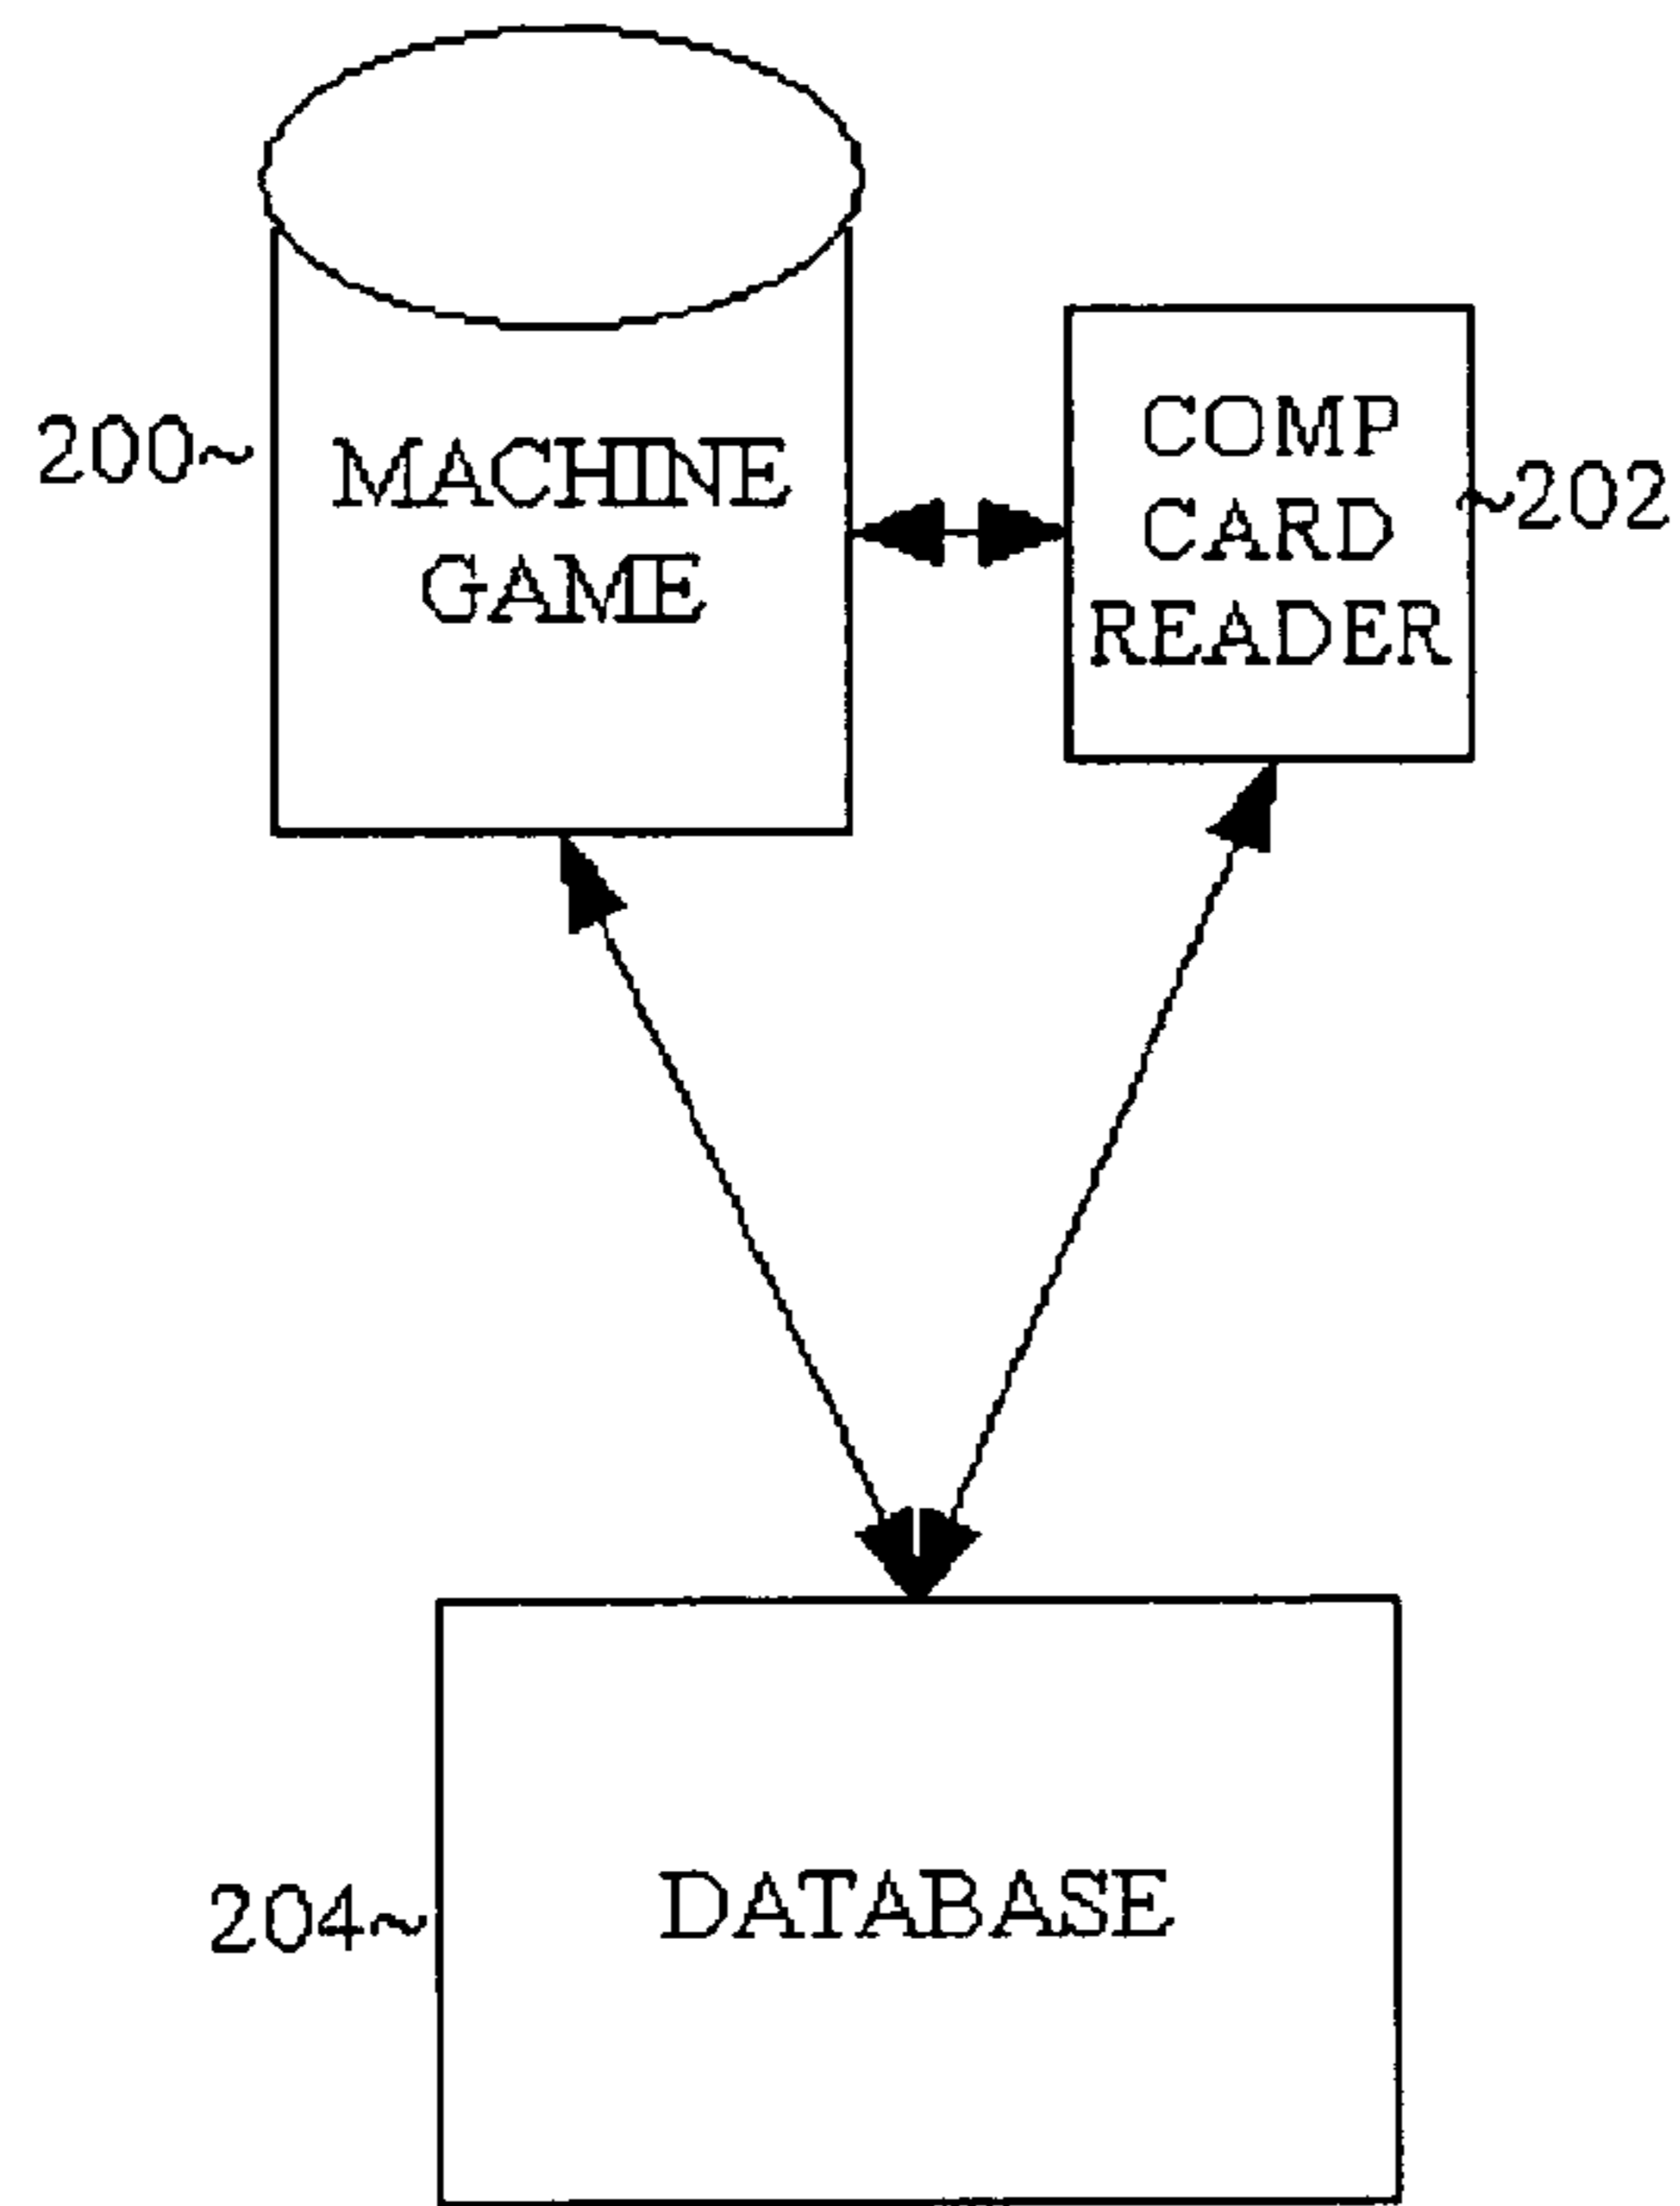 200~
MACHINE
GAME
COMP
CARD
READER
~202
204~
DATABASE